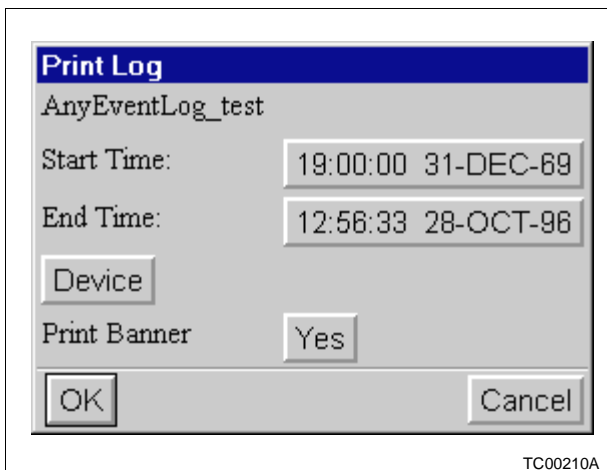 Print Log
AnyEventLog_test
Start Time: 19:00:00 31-DEC-69
End Time: 12:56:33 28-OCT-96
Device
Print Banner Yes
OK Cancel
TC00210A